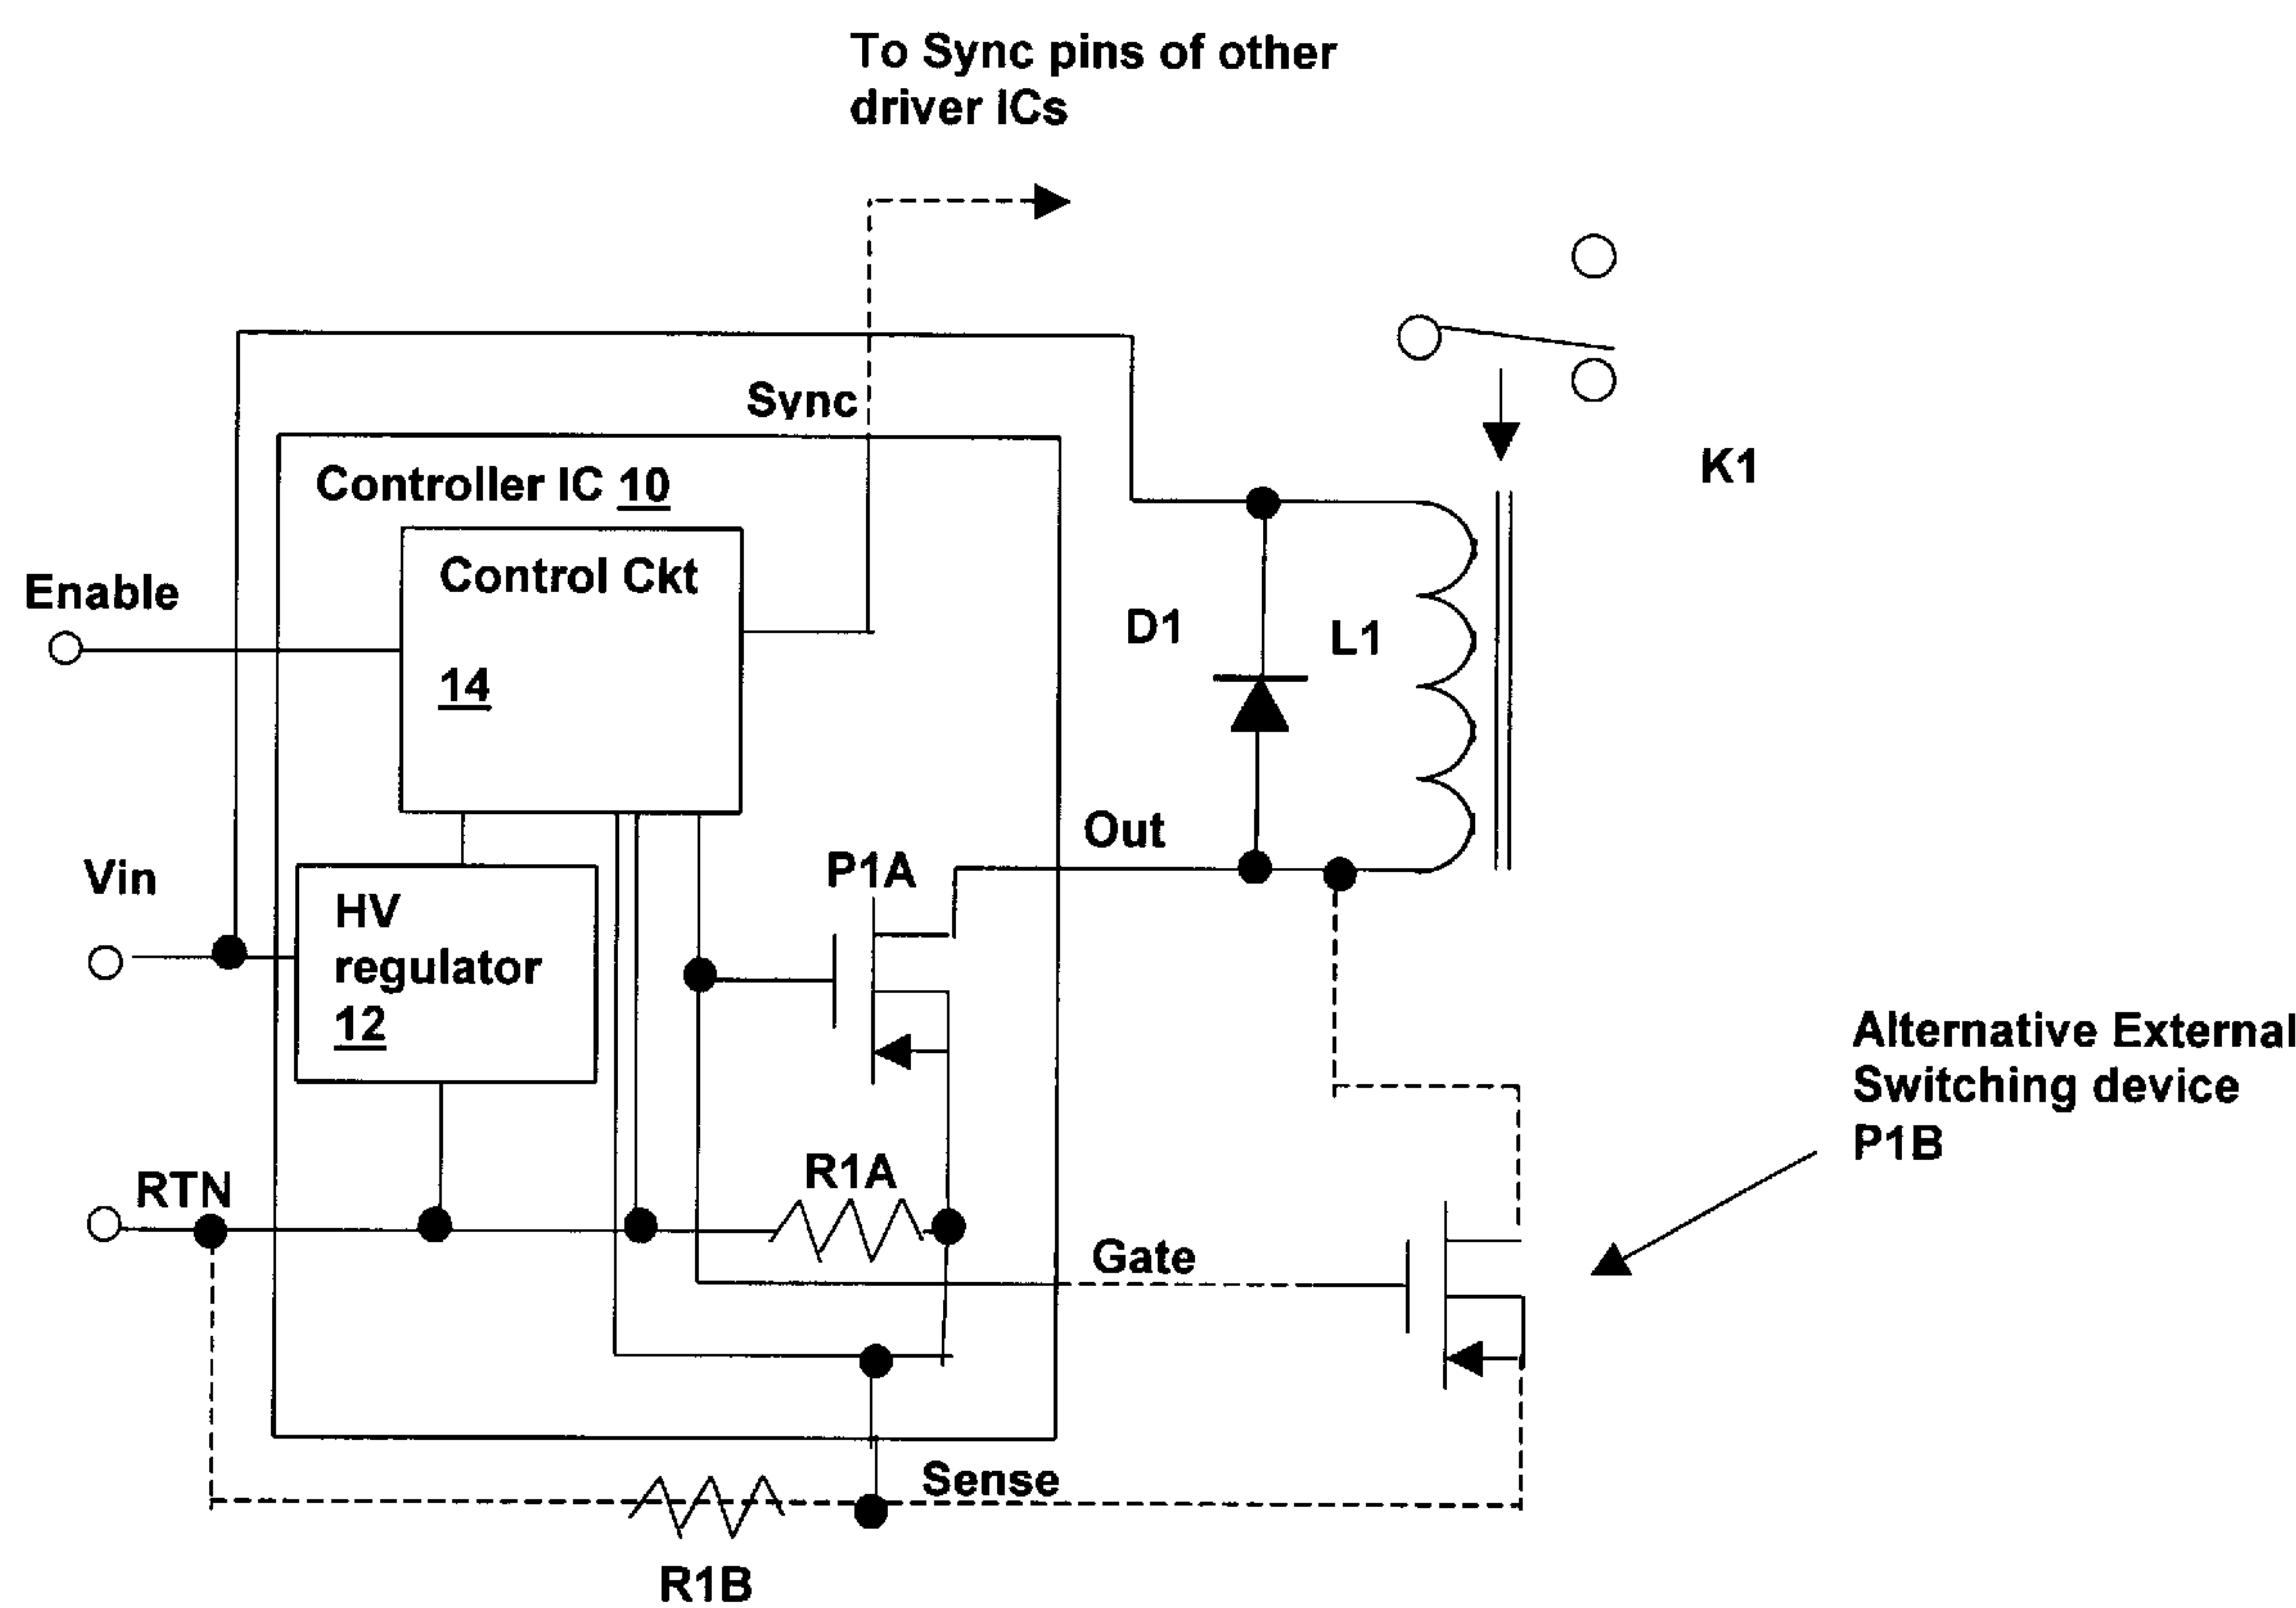 To Sync pins of other
driver ICs
Sync
K1
Controller IC 10
Control Ckt
14
Enable
D1
L1
Out
Vin
P1A
HV
regulator
12
Alternative External
Switching device
P1B
RTN
R1A
Gate
Sense
R1B